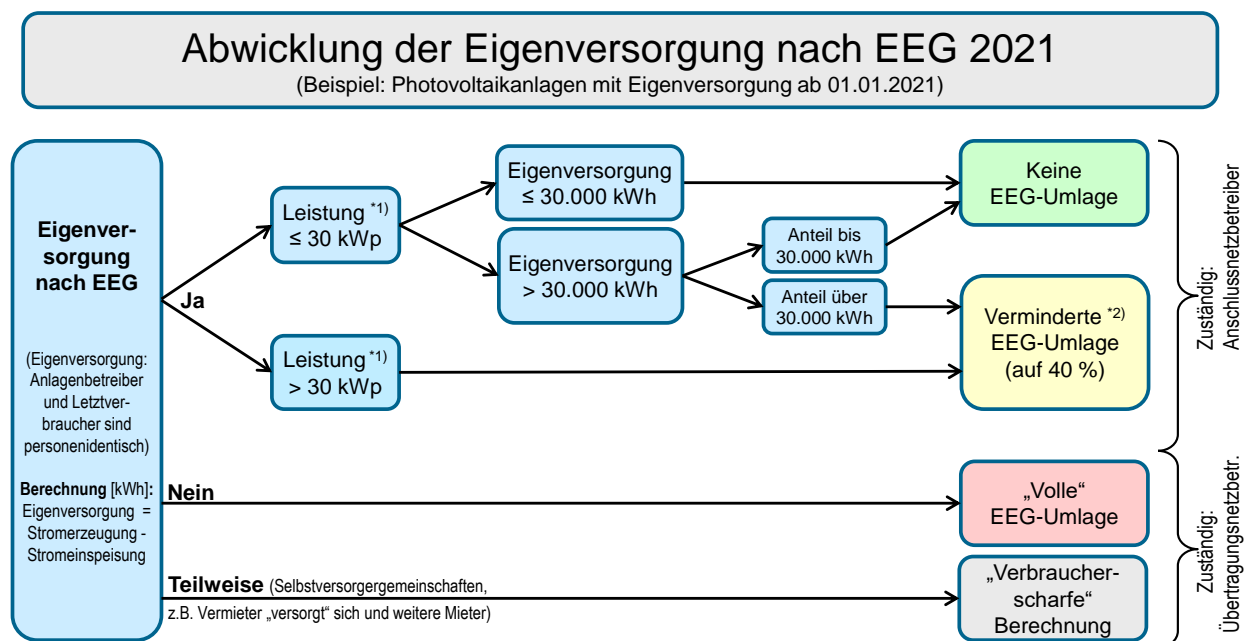 Abwicklung der Eigenversorgung nach EEG 2021
(Beispiel: Photovoltaikanlagen mit Eigenversorgung ab 01.01.2021)
Eigenver-
sorgung
nach EEG
(Eigenversorgung:
Anlagenbetreiber
und Letztver-
braucher sind
personenidentisch)
Berechnung [kWh]:
Eigenversorgung =
Stromerzeugung -
Stromeinspeisung
Ja
Leistung *1)
≤ 30 kWp
Eigenversorgung
≤ 30.000 kWh
Eigenversorgung
> 30.000 kWh
Anteil bis
30.000 kWh
Anteil über
30.000 kWh
Keine
EEG-Umlage
Leistung *1)
> 30 kWp
Verminderte *2)
EEG-Umlage
(auf 40 %)
Nein
„Volle“
EEG-Umlage
Teilweise (Selbstversorgergemeinschaften,
z.B. Vermieter „versorgt“ sich und weitere Mieter)
„Verbraucher-
scharfe“
Berechnung
Zuständig:
Anschlussnetzbetreiber
Zuständig:
Übertragungsnetzbetr.